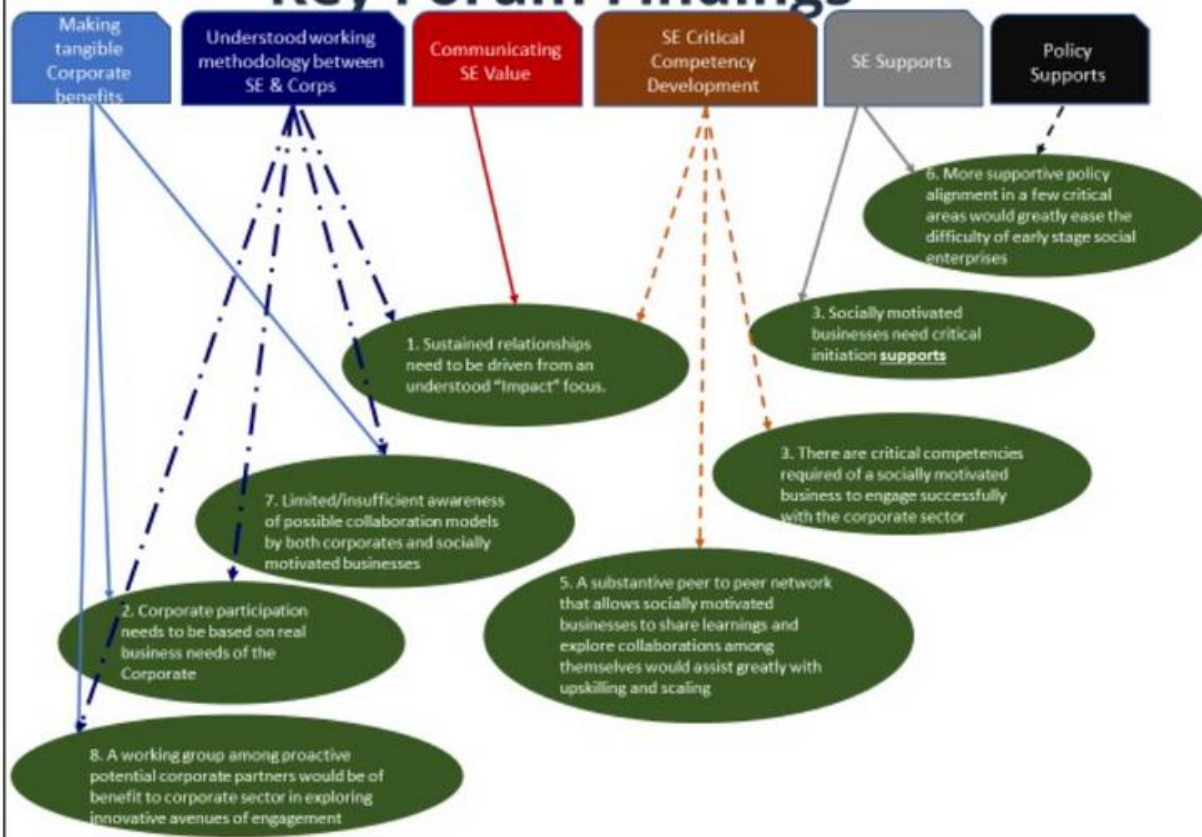 Key Forum Findings
Making
tangible
Corporate
benefits
Understood working
methodology between
SE & Corps
Communicating
SE Value
SE Critical
Competency
Development
SE Supports
Policy
Supports
6. More supportive policy
alignment in a few critical
areas would greatly ease the
difficulty of early stage social
enterprises
3. Socially motivated
businesses need critical
initiation supports
1. Sustained relationships
need to be driven from an
understood "Impact" focus.
3. There are critical competencies
required of a socially motivated
business to engage successfully
with the corporate sector
7. Limited/insufficient awareness
of possible collaboration models
by both corporates and socially
motivated businesses
5. A substantive peer to peer network
that allows socially motivated
businesses to share learnings and
explore collaborations among
themselves would assist greatly with
upskilling and scaling
2. Corporate participation
needs to be based on real
business needs of the
Corporate
8. A working group among proactive
potential corporate partners would be of
benefit to corporate sector in exploring
innovative avenues of engagement